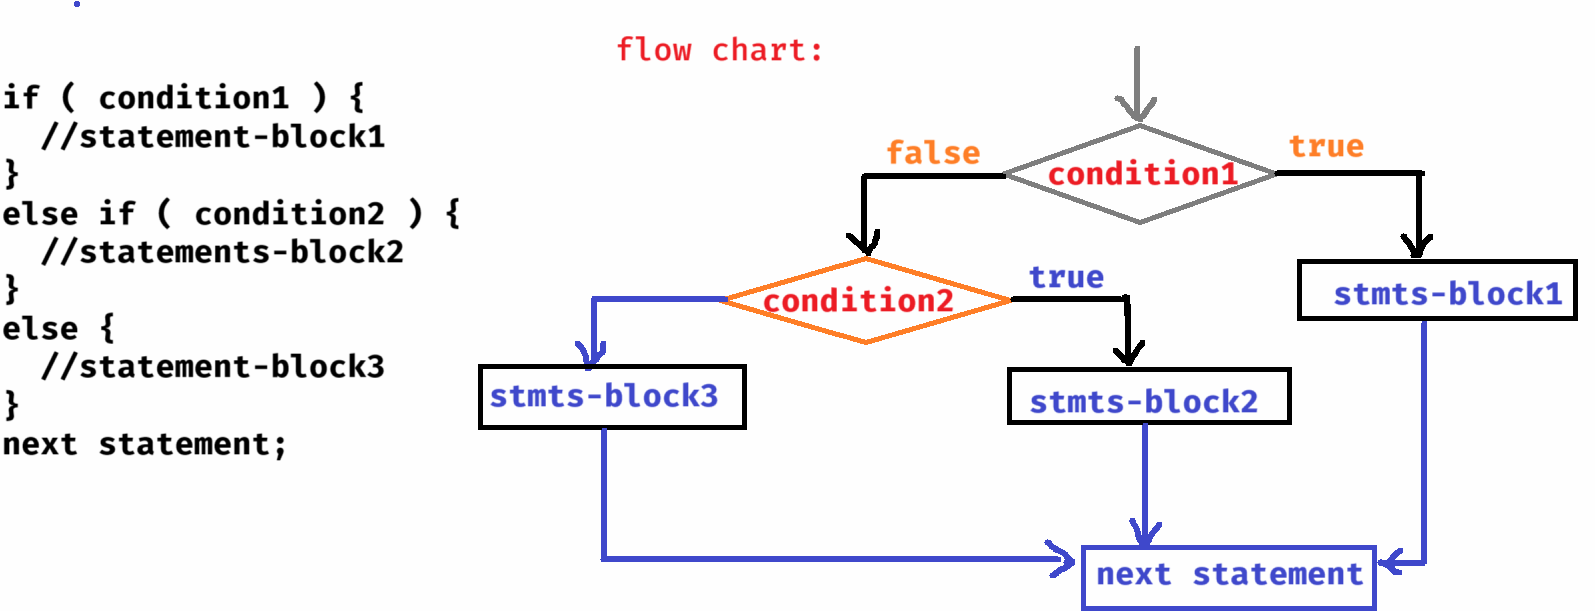 if ( condition1 ) {
  //statement-block1
}
else if ( condition2 ) {
  //statements-block2
}
else {
  //statement-block3
}
next statement;
flow chart:
false
true
condition1
condition2
true
stmts-block1
stmts-block3
stmts-block2
next statement